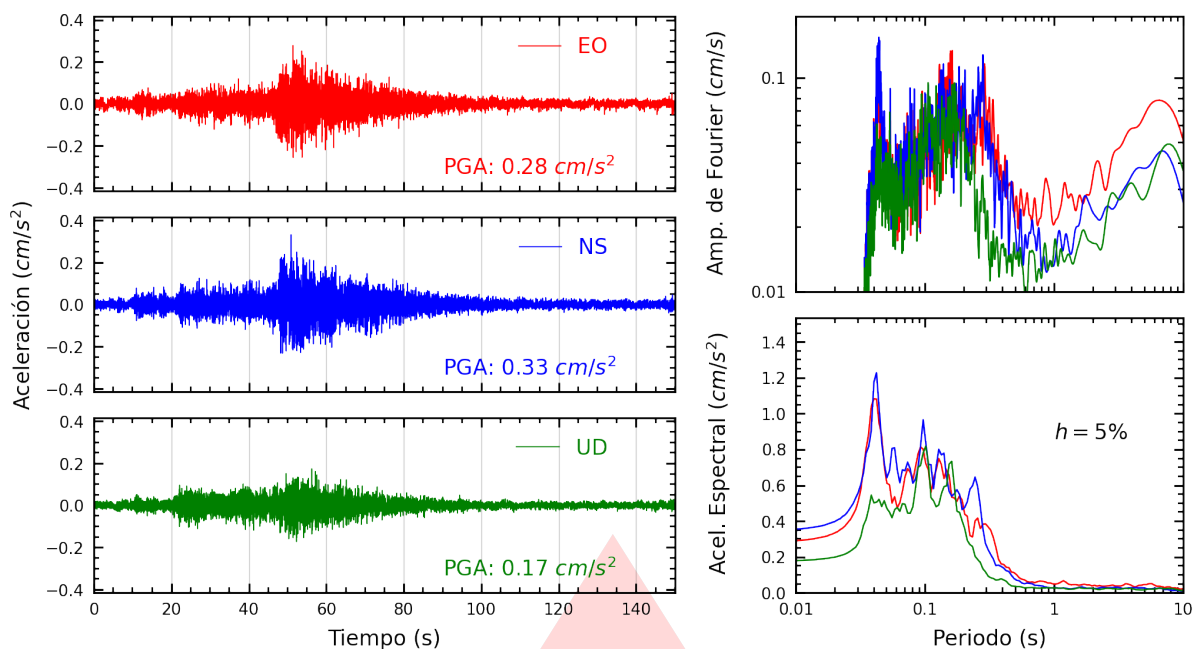 Aceleración (cm/s²)
0.4
0.2
0.0
−0.2
−0.4
EO
PGA: 0.28 cm/s²
0.4
0.2
0.0
−0.2
−0.4
NS
PGA: 0.33 cm/s²
0.4
0.2
0.0
−0.2
−0.4
UD
PGA: 0.17 cm/s²
0 20 40 60 80 100 120 140
Tiempo (s)
Amp. de Fourier (cm/s)
0.1
0.01
Acel. Espectral (cm/s²)
1.4
1.2
1.0
0.8
0.6
0.4
0.2
0.0
h = 5%
0.01 0.1 1 10
Periodo (s)